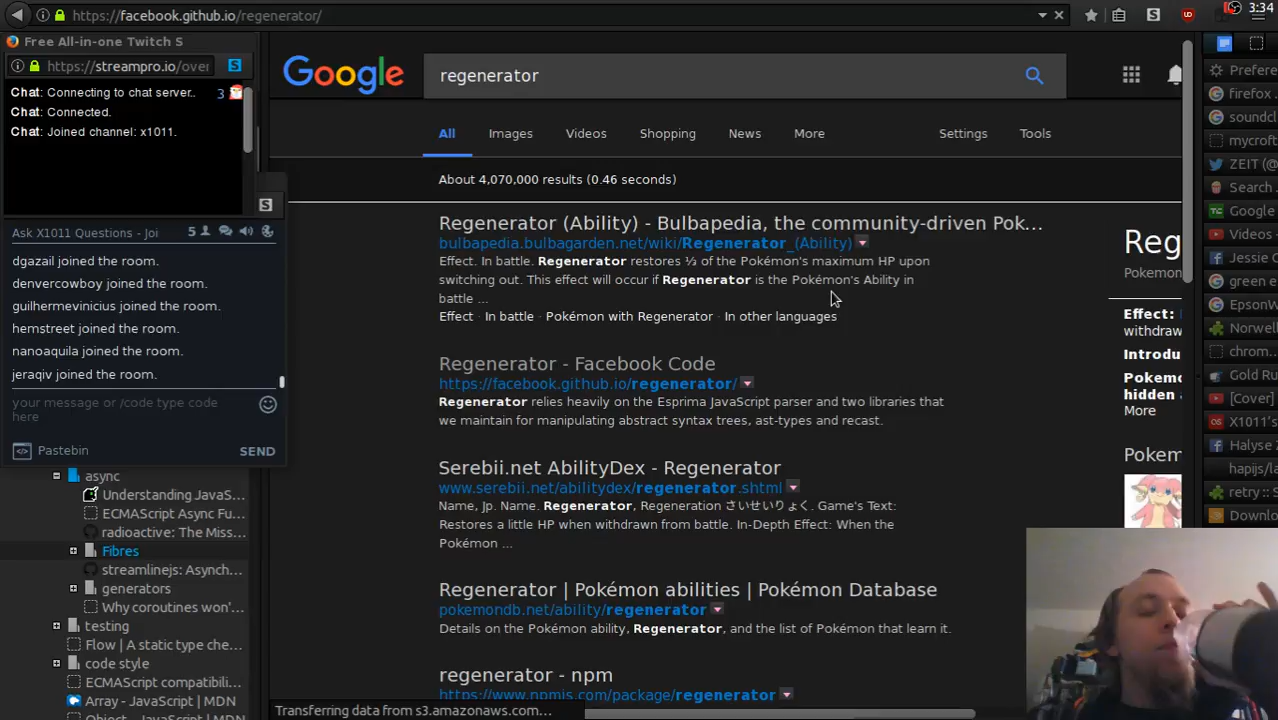 https://facebook.github.io/regenerator/
3:34
Free All-in-one Twitch S
https://streampro.io/over
Chat: Connecting to chat server..
3
Chat: Connected.
Chat: Joined channel: x1011.
Ask X1011 Questions - Joi
5
dgazail joined the room.
denvercowboy joined the room.
guilhermevinicius joined the room.
hemstreet joined the room.
nanoaquila joined the room.
jeraqiv joined the room.
your message or /code type code
here
Pastebin
SEND
async
Understanding JavaS...
ECMAScript Async Fu...
radioactive: The Miss...
Fibres
streamlinejs: Asynch...
generators
Why coroutines won'...
testing
Flow | A static type che...
code style
ECMAScript compatibili...
Array - JavaScript | MDN
Object - JavaScript | MDN
Google
regenerator
All
Images
Videos
Shopping
News
More
Settings
Tools
About 4,070,000 results (0.46 seconds)
Regenerator (Ability) - Bulbapedia, the community-driven Pok...
bulbapedia.bulbagarden.net/wiki/Regenerator_(Ability)
Effect. In battle. Regenerator restores ⅓ of the Pokémon's maximum HP upon
switching out. This effect will occur if Regenerator is the Pokémon's Ability in
battle ...
Effect · In battle · Pokémon with Regenerator · In other languages
Regenerator - Facebook Code
https://facebook.github.io/regenerator/
Regenerator relies heavily on the Esprima JavaScript parser and two libraries that
we maintain for manipulating abstract syntax trees, ast-types and recast.
Serebii.net AbilityDex - Regenerator
www.serebii.net/abilitydex/regenerator.shtml
Name, Jp. Name. Regenerator, Regeneration さいせいりょく. Game's Text:
Restores a little HP when withdrawn from battle. In-Depth Effect: When the
Pokémon ...
Regenerator | Pokémon abilities | Pokémon Database
pokemondb.net/ability/regenerator
Details on the Pokémon ability, Regenerator, and the list of Pokémon that learn it.
regenerator - npm
https://www.npmjs.com/package/regenerator
Transferring data from s3.amazonaws.com...
Reg
Pokemon
Effect:
withdraw
Introdu
Pokemo
hidden a
More
Pokem
Prefere
firefox
soundcl
mycroft
ZEIT (@
Search
Google
Videos -
Jessie C
green e
EpsonW
Norwell
chrom...
Gold Ru
[Cover]
X1011's
Halyse 2
hapijs/la
retry :: S
Downlo